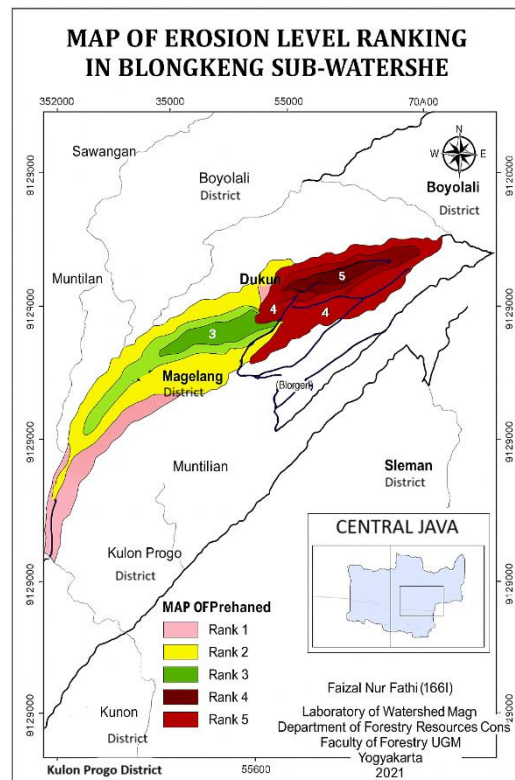 MAP OF EROSION LEVEL RANKING
IN BLONGKENG SUB-WATERSHE
352000
35000
55000
70A00
Sawangan
N
W
E
S
9129000
9120000
Boyolali
District
Boyolali
District
Muntilan
Dukun
5
9129000
9129000
4
4
3
Magelang
District
(Blorgerl)
9129000
9129000
Muntilian
Sleman
District
CENTRAL JAVA
Kulon Progo
District
9129000
9129000
MAP OFPrehaned
Rank 1
Rank 2
Rank 3
Rank 4
Rank 5
Faizal Nur Fathi (166I)
Laboratory of Watershed Magn
Department of Forestry Resources Cons
Faculty of Forestry UGM
Yogyakarta
2021
9129000
9129000
Kunon
District
Kulon Progo District
55600